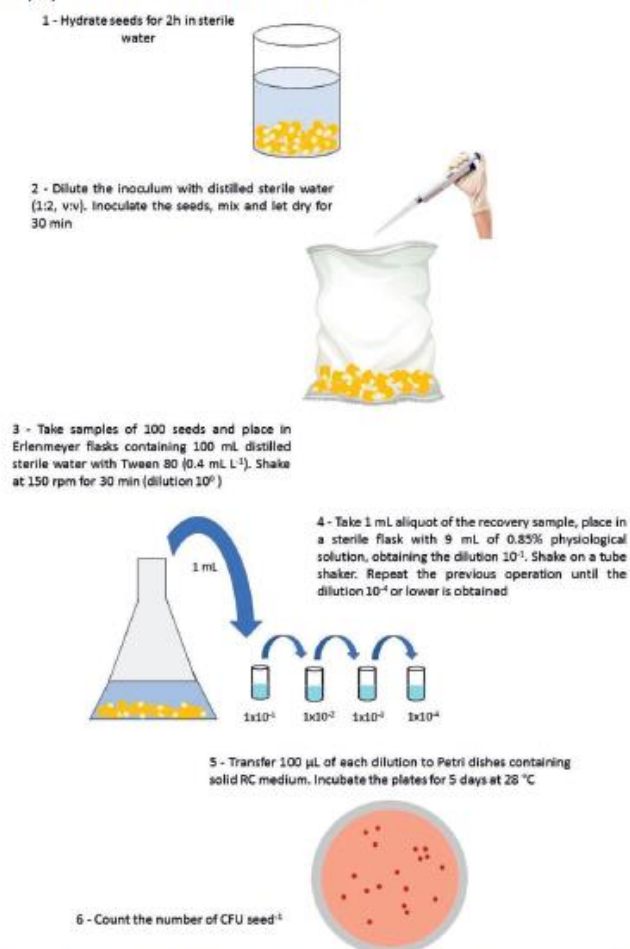 1 - Hydrate seeds for 2h in sterile
water
2 - Dilute the inoculum with distilled sterile water
(1:2, v:v). Inoculate the seeds, mix and let dry for
30 min
3 - Take samples of 100 seeds and place in
Erlenmeyer flasks containing 100 mL distilled
sterile water with Tween 80 (0.4 mL L⁻¹). Shake
at 150 rpm for 30 min (dilution 10⁰ )
4 - Take 1 mL aliquot of the recovery sample, place in
a sterile flask with 9 mL of 0.85% physiological
solution, obtaining the dilution 10⁻¹. Shake on a tube
shaker. Repeat the previous operation until the
dilution 10⁻⁴ or lower is obtained
1 mL
1x10⁻¹ 1x10⁻² 1x10⁻³ 1x10⁻⁴
5 - Transfer 100 µL of each dilution to Petri dishes containing
solid RC medium. Incubate the plates for 5 days at 28 °C
6 - Count the number of CFU seed⁻¹